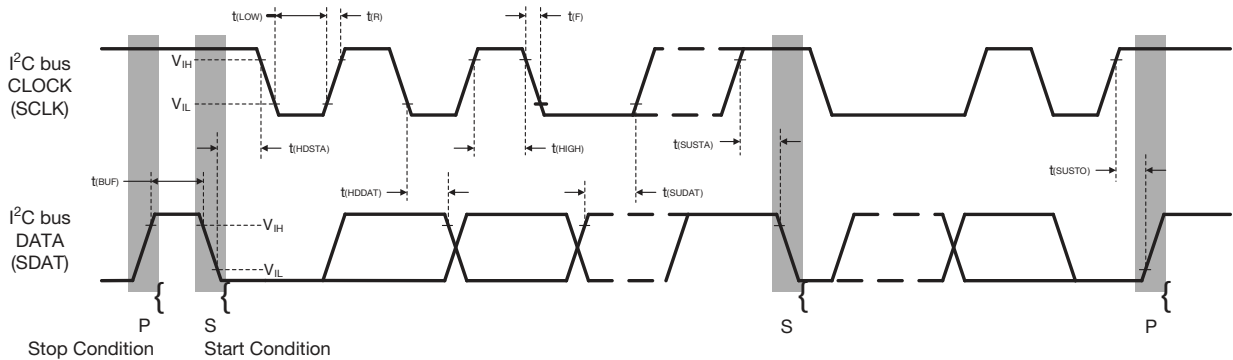 t(LOW)
t(R)
t(F)
I²C bus
CLOCK
(SCLK)
VIH
VIL
t(HDSTA)
t(HIGH)
t(SUSTA)
t(SUSTO)
t(BUF)
t(HDDAT)
t(SUDAT)
I²C bus
DATA
(SDAT)
VIH
VIL
{ { { {
P S S P
Stop Condition Start Condition